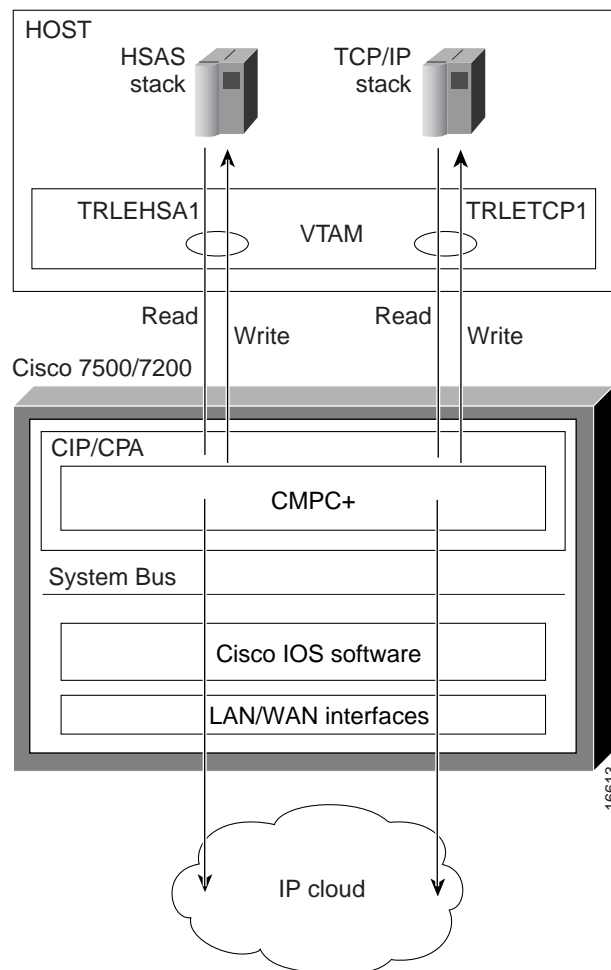 HOST
HSAS
stack
TCP/IP
stack
TRLEHSA1
VTAM
TRLETCP1
Read
Write
Read
Write
Cisco 7500/7200
CIP/CPA
CMPC+
System Bus
Cisco IOS software
LAN/WAN interfaces
16613
IP cloud